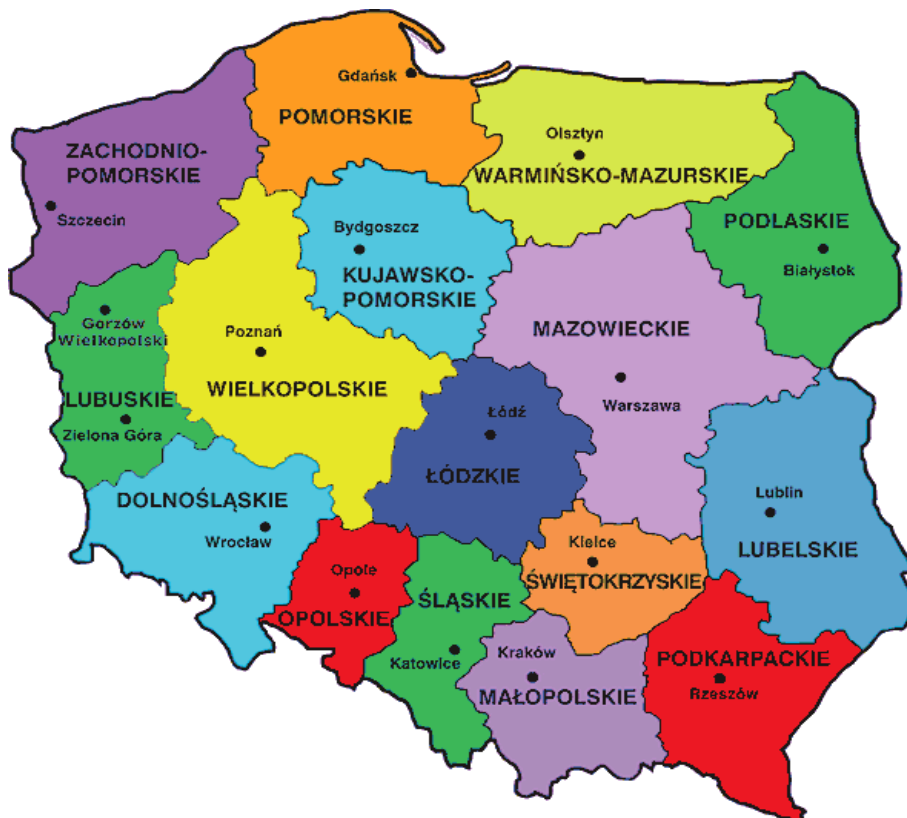 Gdańsk
POMORSKIE
ZACHODNIO-
POMORSKIE
Szczecin
Olsztyn
WARMIŃSKO-MAZURSKIE
PODLASKIE
Białystok
Bydgoszcz
KUJAWSKO-
POMORSKIE
Gorzów
Wielkopolski
LUBUSKIE
Zielona Góra
Poznań
WIELKOPOLSKIE
MAZOWIECKIE
Warszawa
Łódź
ŁÓDZKIE
DOLNOŚLĄSKIE
Wrocław
Lublin
LUBELSKIE
Opole
OPOLSKIE
ŚLĄSKIE
Katowice
Kielce
ŚWIĘTOKRZYSKIE
Kraków
MAŁOPOLSKIE
PODKARPACKIE
Rzeszów